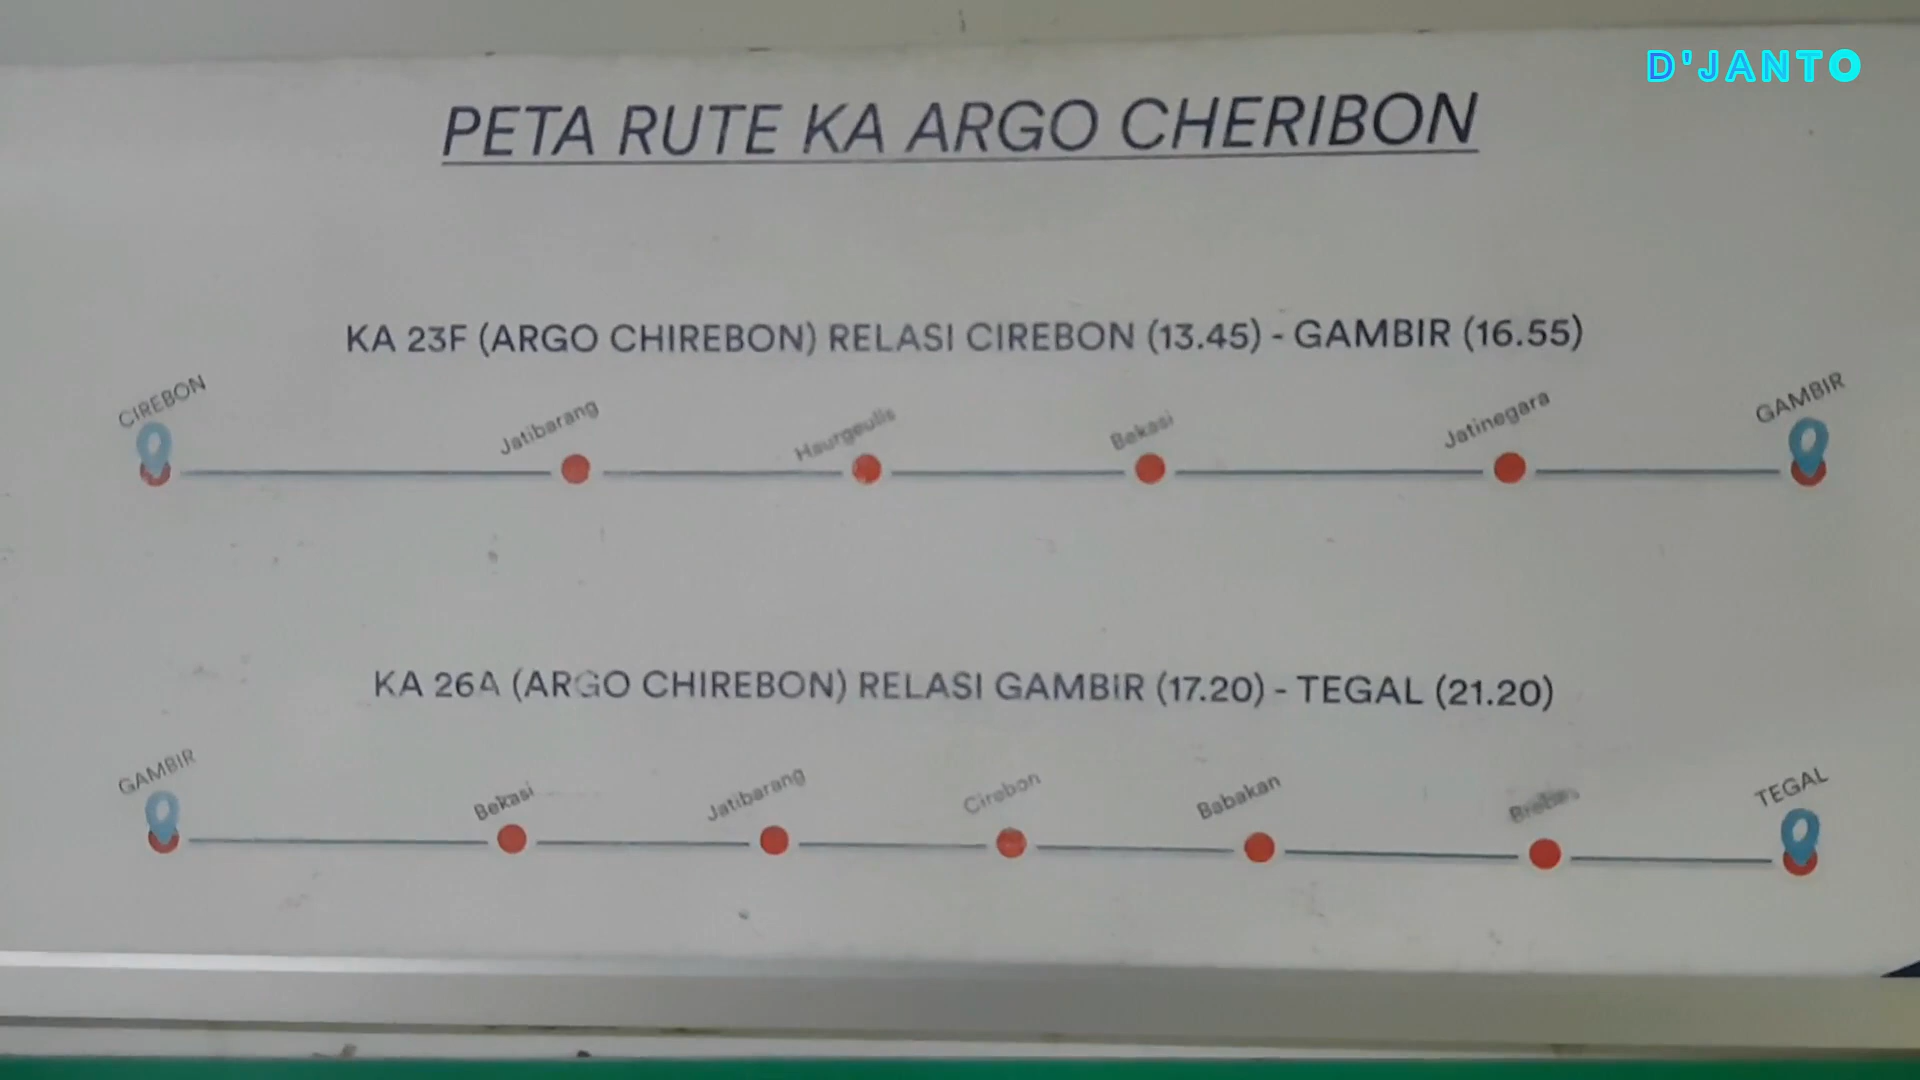 D'JANTO
PETA RUTE KA ARGO CHERIBON
KA 23F (ARGO CHIREBON) RELASI CIREBON (13.45) - GAMBIR (16.55)
CIREBON
Jatibarang
Haurgeulis
Bekasi
Jatinegara
GAMBIR
KA 26A (ARGO CHIREBON) RELASI GAMBIR (17.20) - TEGAL (21.20)
GAMBIR
Bekasi
Jatibarang
Cirebon
Babakan
TEGAL